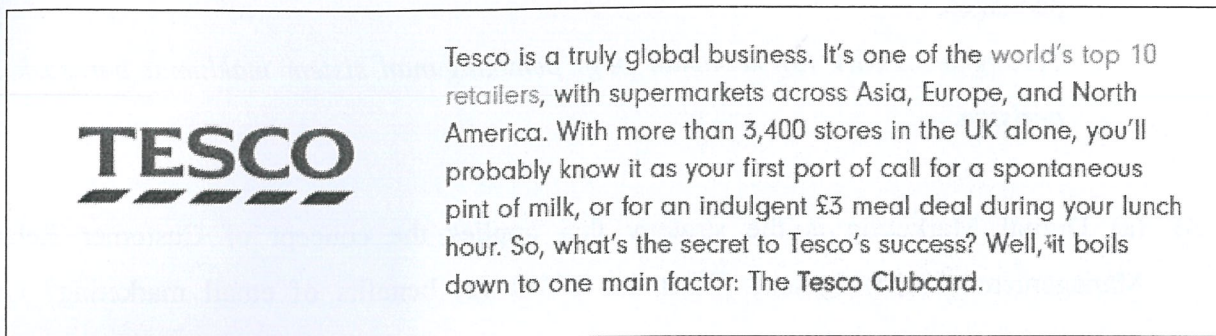 TESCO
Tesco is a truly global business. It's one of the world's top 10
retailers, with supermarkets across Asia, Europe, and North
America. With more than 3,400 stores in the UK alone, you'll
probably know it as your first port of call for a spontaneous
pint of milk, or for an indulgent £3 meal deal during your lunch
hour. So, what's the secret to Tesco's success? Well, it boils
down to one main factor: The Tesco Clubcard.